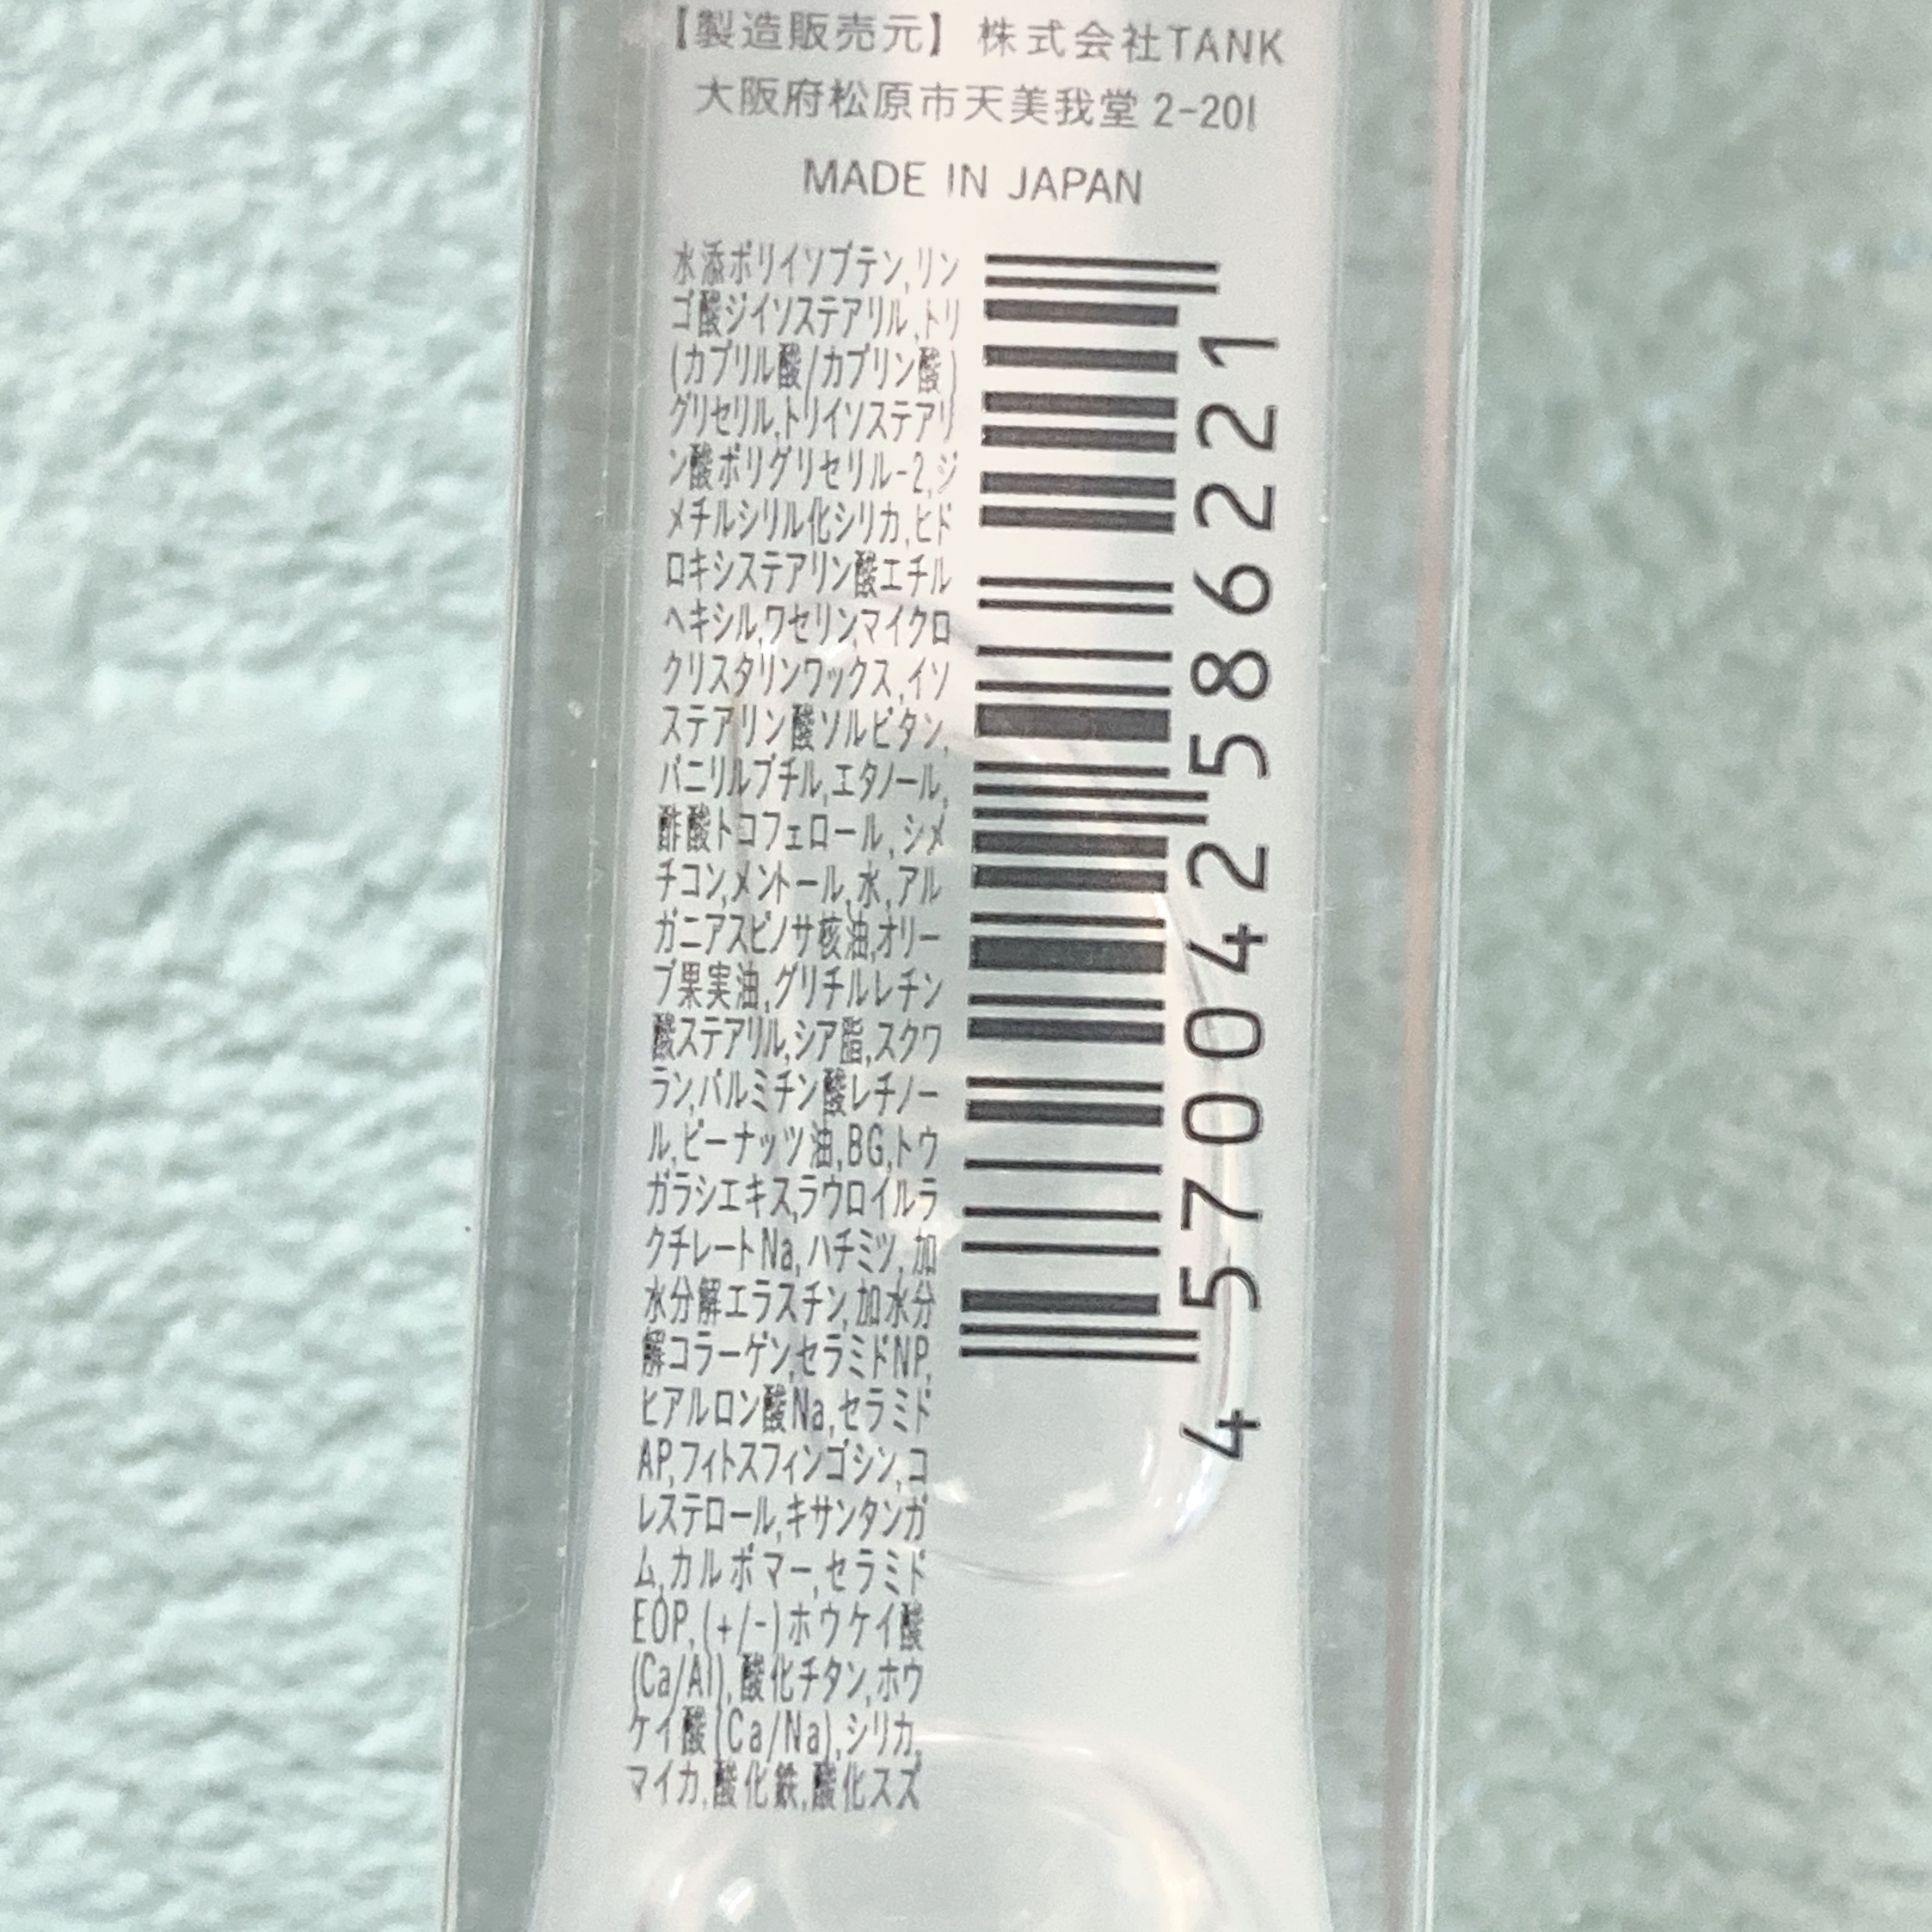 【製造販売元】 株式会社TANK
大阪府松原市天美我堂 2-201
MADE IN JAPAN
水添ポリイソブテン,リン
ゴ酸ジイソステアリル,トリ
(カプリル酸/カプリン酸)
グリセリル,トリイソステアリ
ン酸ポリグリセリル-2,ジ
メチルシリル化シリカ,ヒド
ロキシステアリン酸エチル
ヘキシル,ワセリン,マイクロ
クリスタリンワックス,イソ
ステアリン酸ソルビタン,
バニリルブチル,エタノール,
酢酸トコフェロール,シメ
チコン,メントール,水,アル
ガニアスピノサ核油,オリー
ブ果実油,グリチルレチン
酸ステアリル,シア脂,スクワ
ラン,パルミチン酸レチノー
ル,ピーナッツ油,BG,トウ
ガラシエキス,ラウロイルラ
クチレートNa,ハチミツ,加
水分解エラスチン,加水分
解コラーゲン,セラミドNP,
ヒアルロン酸Na,セラミド
AP,フィトスフィンゴシン,コ
レステロール,キサンタンガ
ム,カルボマー,セラミド
EOP,(+/-)ホウケイ酸
(Ca/Al),酸化チタン,ホウ
ケイ酸(Ca/Na),シリカ,
マイカ,酸化鉄,酸化スズ
4570042586221